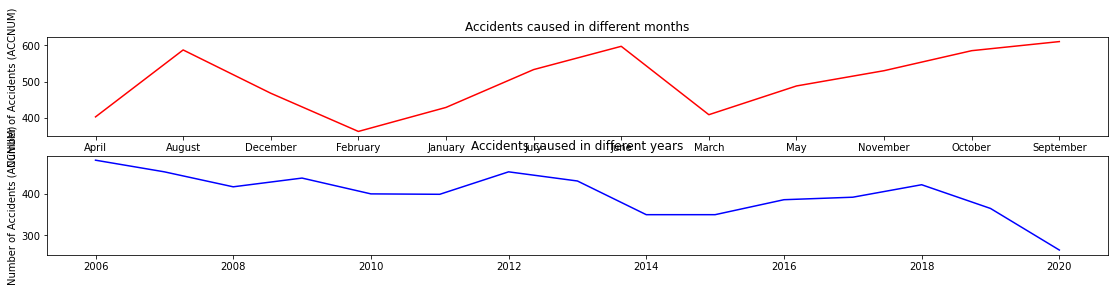 Accidents caused in different months
Number of Accidents (ACCNUM)
600
500
400
April August December February January July June March May November October September
Accidents caused in different years
Number of Accidents (ACCNUM)
400
300
2006 2008 2010 2012 2014 2016 2018 2020